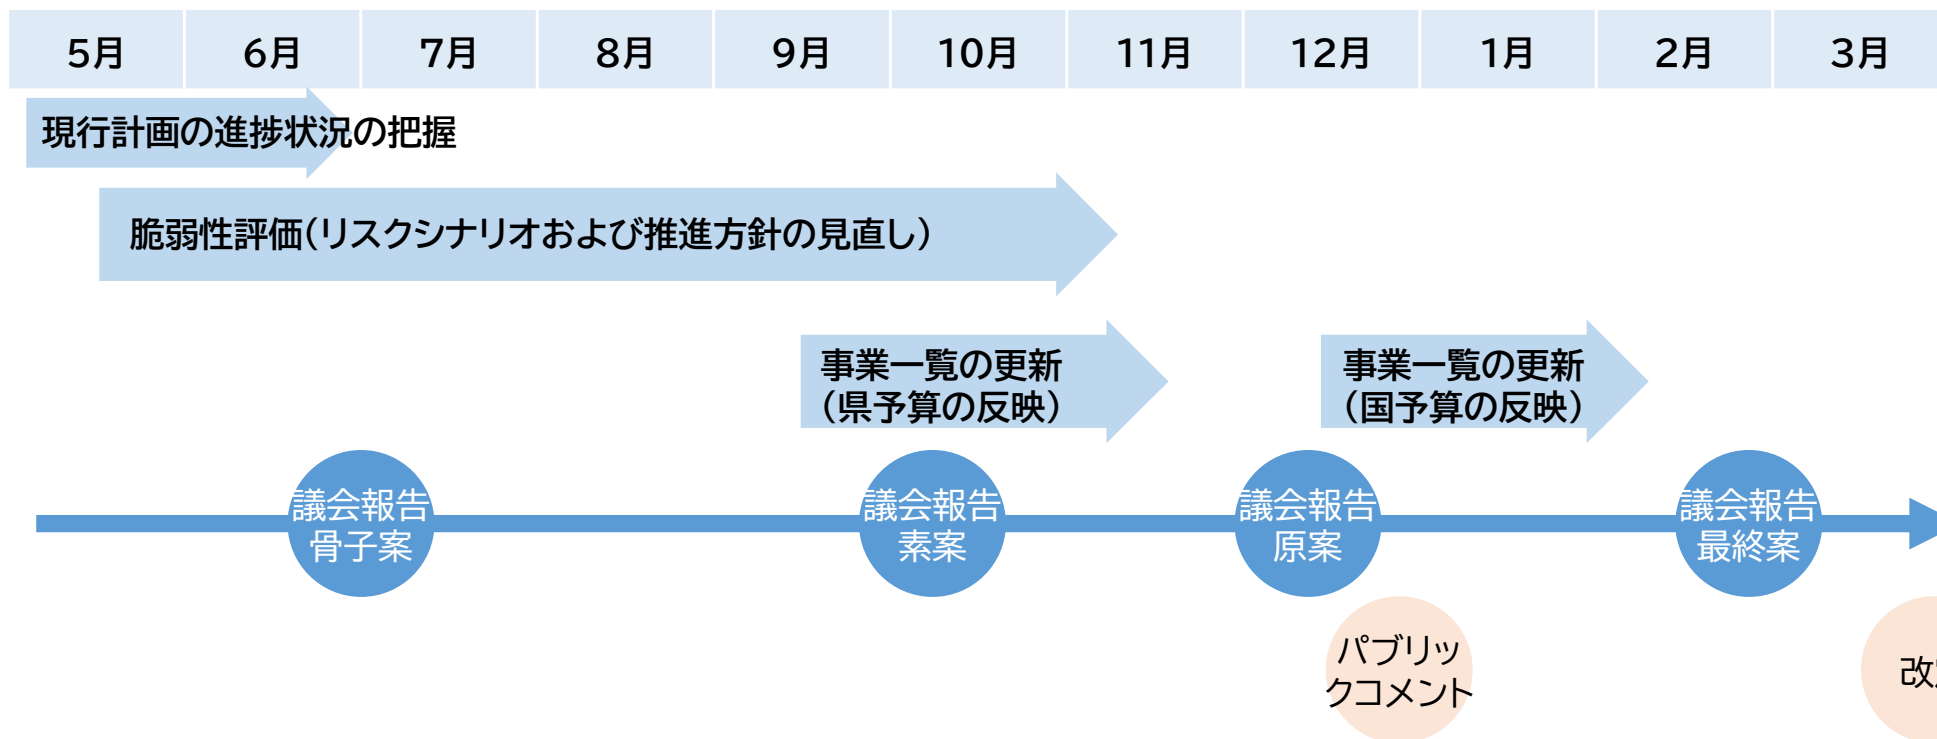 5月 6月 7月 8月 9月 10月 11月 12月 1月 2月 3月
現行計画の進捗状況の把握
脆弱性評価(リスクシナリオおよび推進方針の見直し)
事業一覧の更新
(県予算の反映)
事業一覧の更新
(国予算の反映)
議会報告
骨子案
議会報告
素案
議会報告
原案
議会報告
最終案
パブリッ
クコメント
改